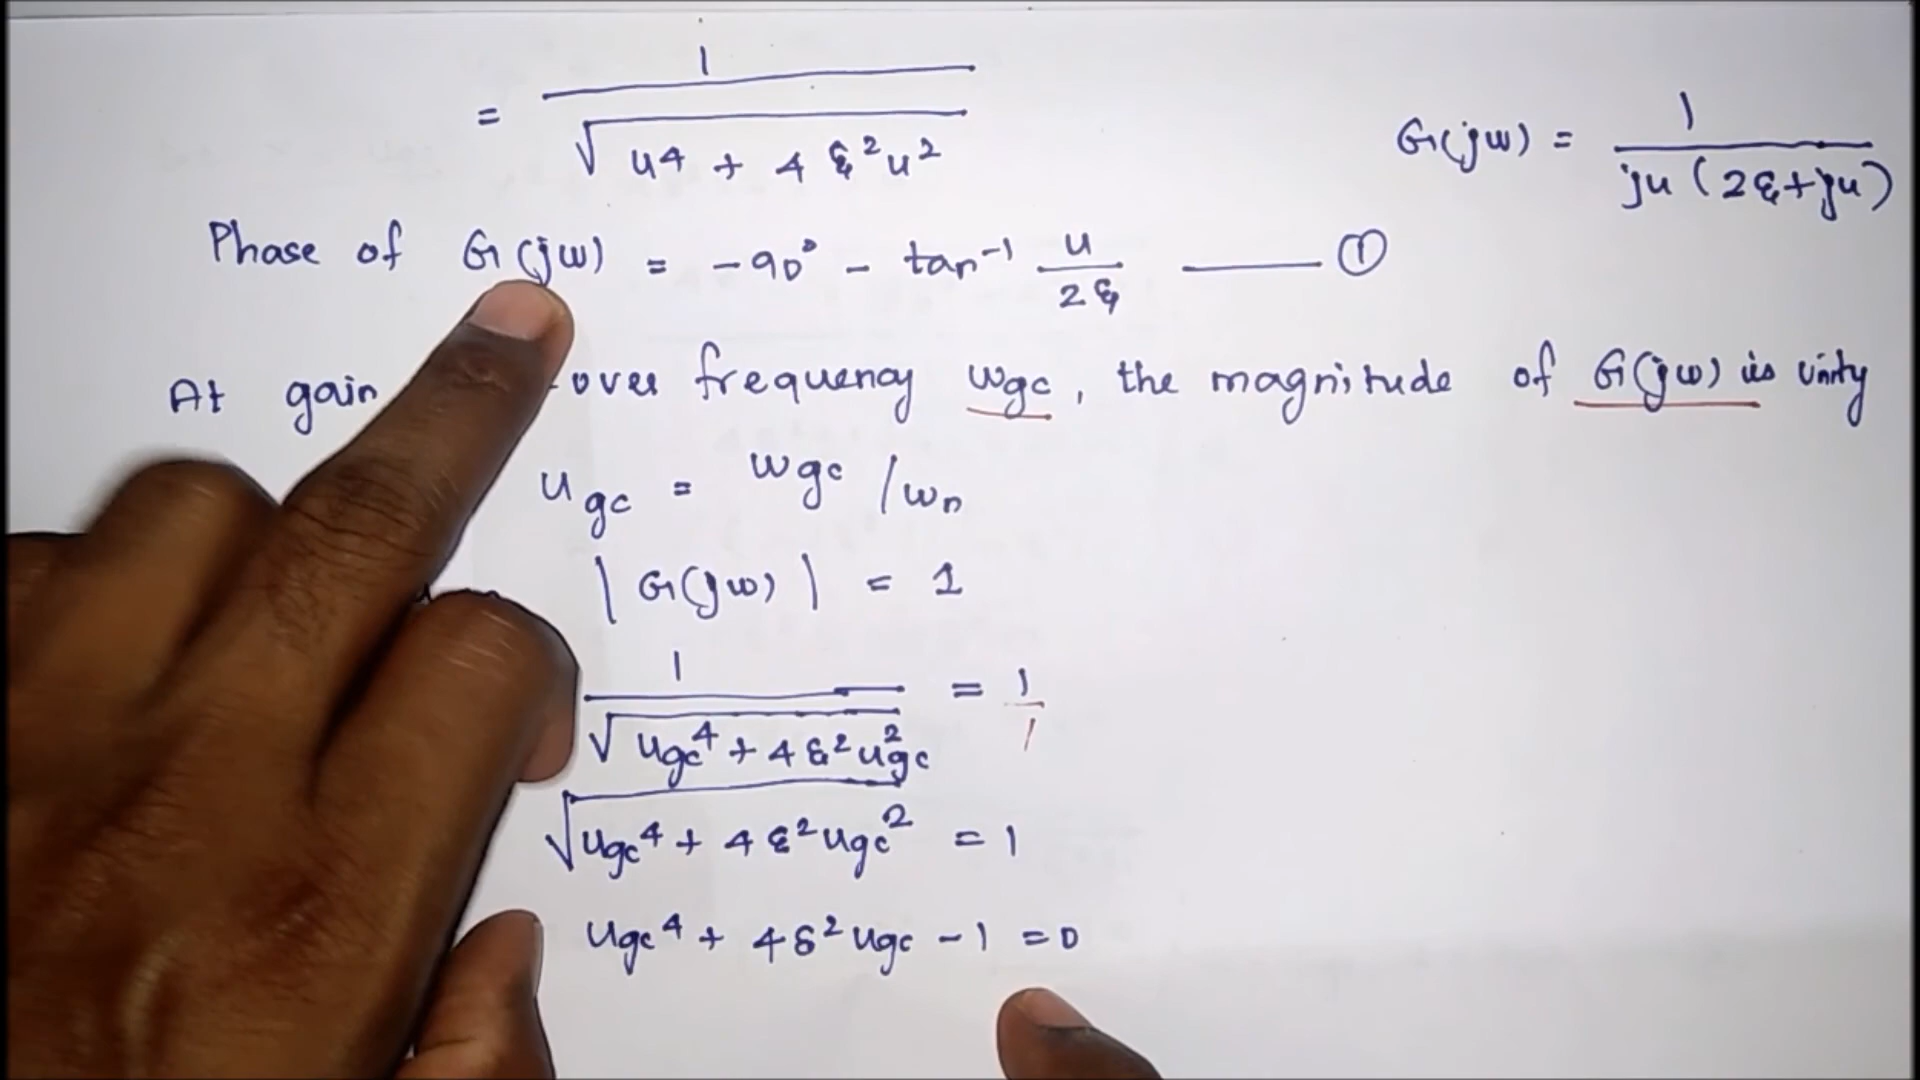 = 1 / √(u⁴ + 4ξ²u²)
G(jω) = 1 / ju(2ξ+ju)
Phase of G(jω) = -90° - tan⁻¹ u/2ξ —— ①
At gain -over frequency ωgc, the magnitude of G(jω) is unity
ugc = ωgc /ωn
|G(jω)| = 1
1 / √(ugc⁴ + 4ξ²ugc²) = 1/1
√(ugc⁴ + 4ξ²ugc²) = 1
ugc⁴ + 4δ²ugc - 1 = 0